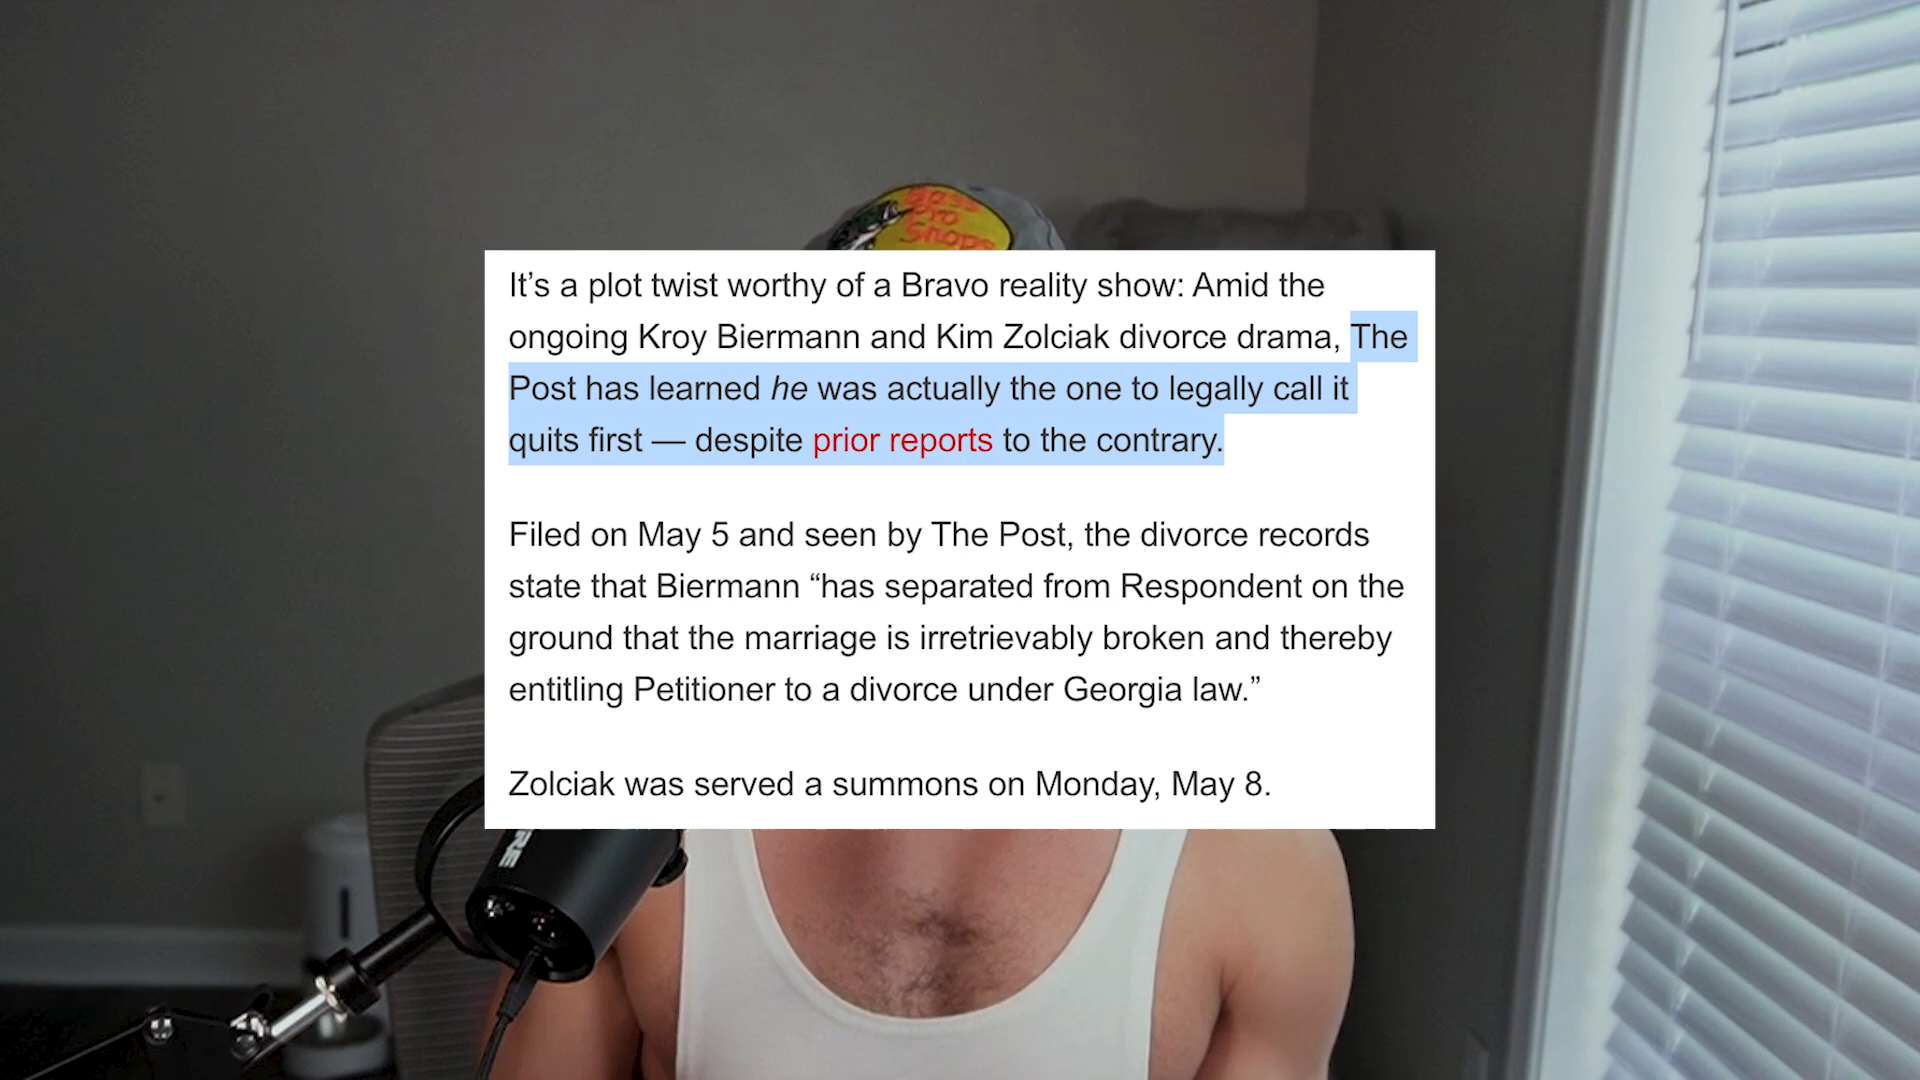 Bass
Pro
Shops
It’s a plot twist worthy of a Bravo reality show: Amid the
ongoing Kroy Biermann and Kim Zolciak divorce drama, The
Post has learned he was actually the one to legally call it
quits first — despite prior reports to the contrary.
Filed on May 5 and seen by The Post, the divorce records
state that Biermann “has separated from Respondent on the
ground that the marriage is irretrievably broken and thereby
entitling Petitioner to a divorce under Georgia law.”
Zolciak was served a summons on Monday, May 8.
RE